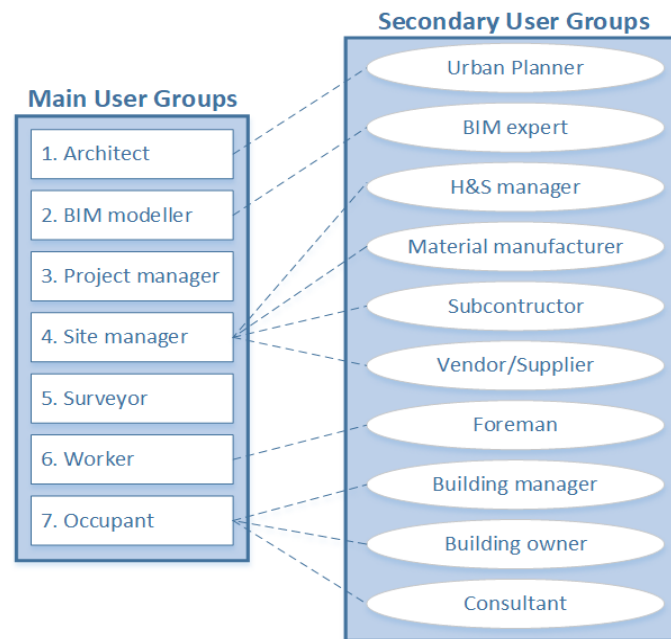 Secondary User Groups
Main User Groups
1. Architect
2. BIM modeller
3. Project manager
4. Site manager
5. Surveyor
6. Worker
7. Occupant
Urban Planner
BIM expert
H&S manager
Material manufacturer
Subcontructor
Vendor/Supplier
Foreman
Building manager
Building owner
Consultant